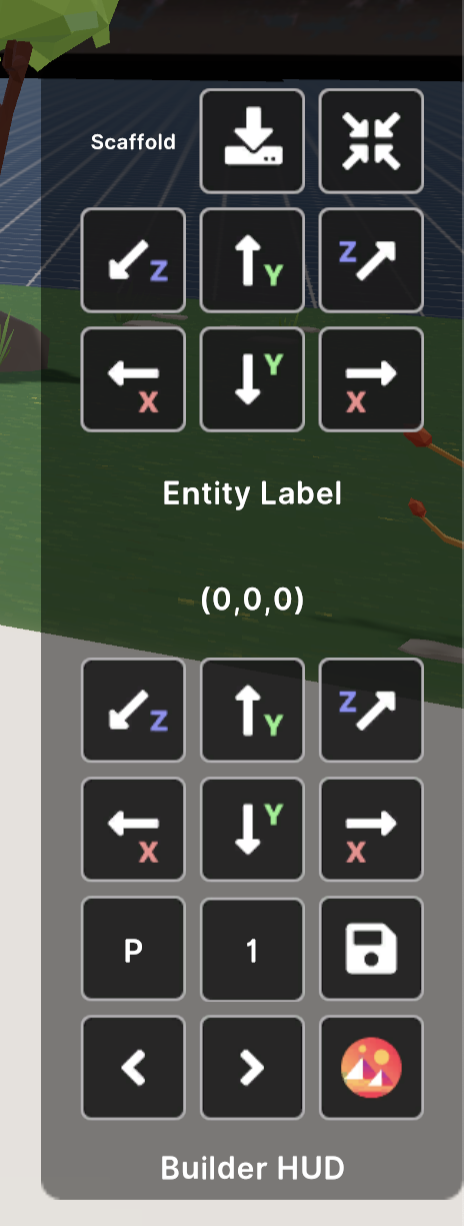 Scaffold
Z Y Z
X Y X
Entity Label
(0,0,0)
Z Y Z
X Y X
P 1
Builder HUD